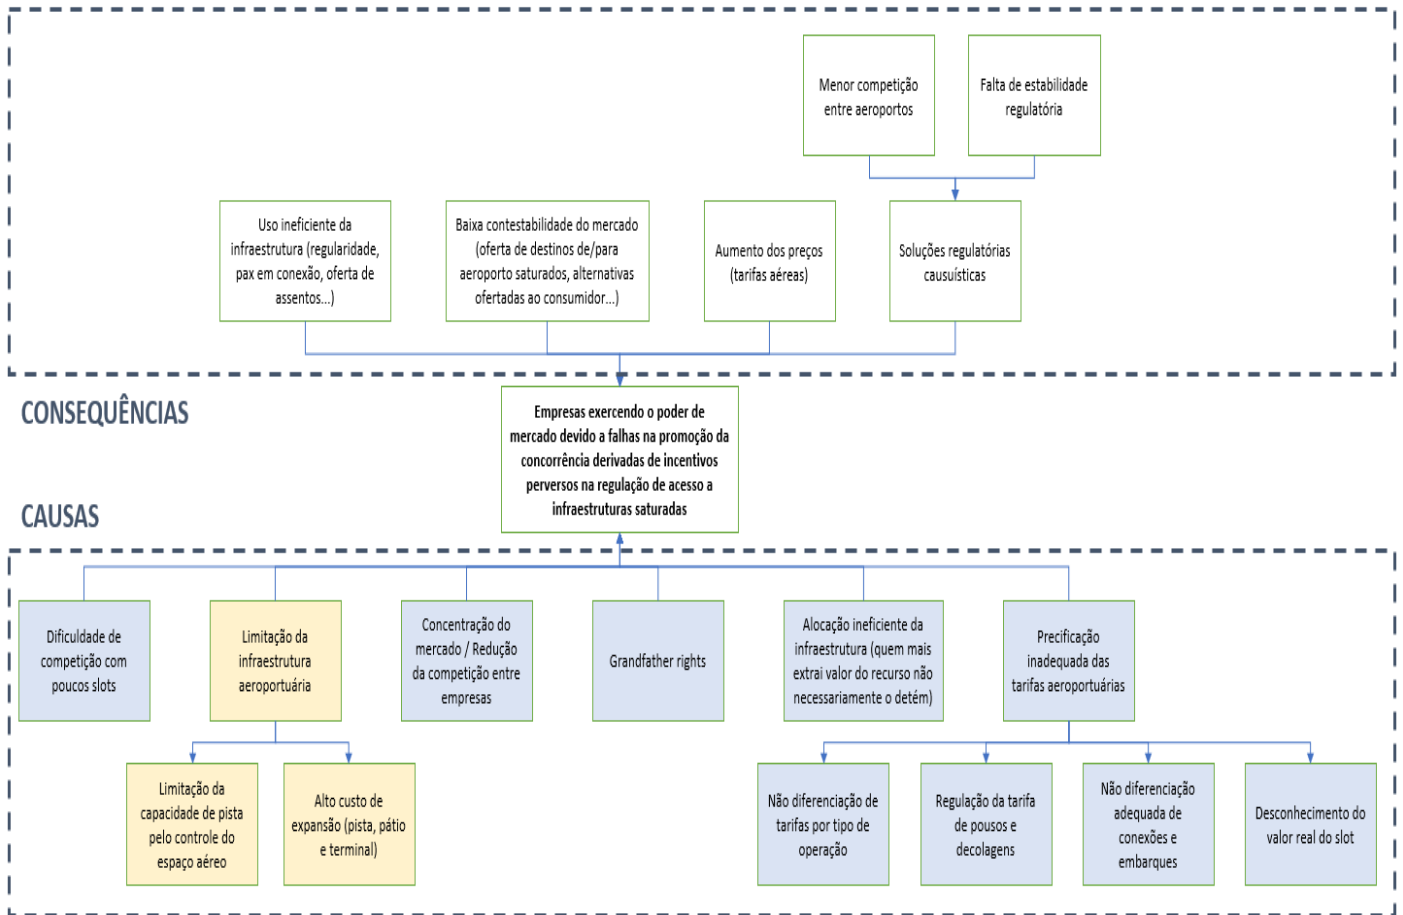 Menor competição
entre aeroportos
Falta de estabilidade
regulatória
Uso ineficiente da
infraestrutura (regularidade,
pax em conexão, oferta de
assentos...)
Baixa contestabilidade do mercado
(oferta de destinos de/para
aeroporto saturados, alternativas
ofertadas ao consumidor...)
Aumento dos preços
(tarifas aéreas)
Soluções regulatórias
causuísticas
CONSEQUÊNCIAS
Empresas exercendo o poder de
mercado devido a falhas na promoção da
concorrência derivadas de incentivos
perversos na regulação de acesso a
infraestruturas saturadas
CAUSAS
Dificuldade de
competição com
poucos slots
Limitação da
infraestrutura
aeroportuária
Concentração do
mercado / Redução
da competição entre
empresas
Grandfather rights
Alocação ineficiente da
infraestrutura (quem mais
extrai valor do recurso não
necessariamente o detém)
Precificação
inadequada das
tarifas aeroportuárias
Limitação da
capacidade de pista
pelo controle do
espaço aéreo
Alto custo de
expansão (pista, pátio
e terminal)
Não diferenciação de
tarifas por tipo de
operação
Regulação da tarifa
de pousos e
decolagens
Não diferenciação
adequada de
conexões e
embarques
Desconhecimento do
valor real do slot